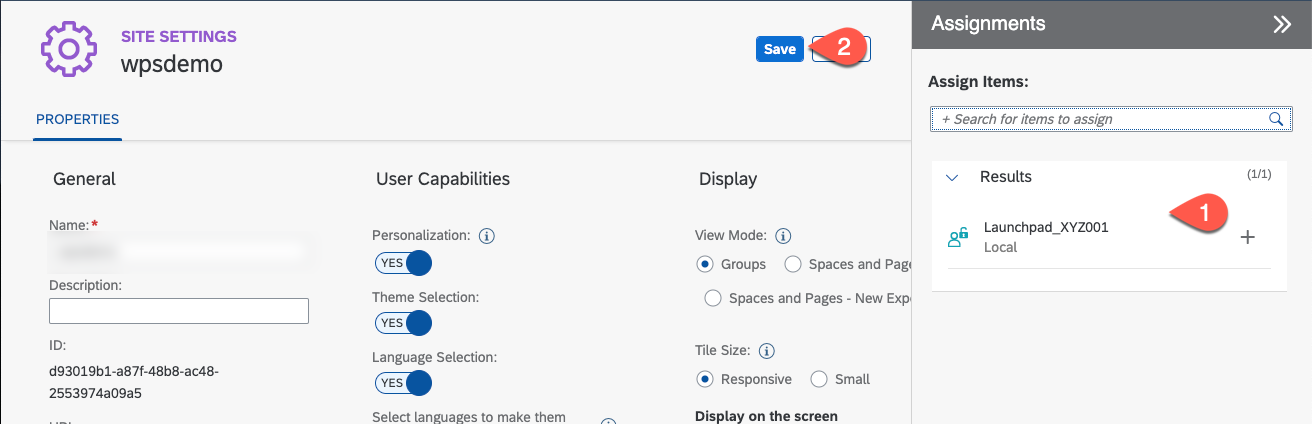 SITE SETTINGS
wpsdemo
Save
2
PROPERTIES
General
Name:*
Description:
ID:
d93019b1-a87f-48b8-ac48-
2553974a09a5
User Capabilities
Personalization:
YES
Theme Selection:
YES
Language Selection:
YES
Select languages to make them
Display
View Mode:
Groups
Spaces and Page
Spaces and Pages - New Expe
Tile Size:
Responsive
Small
Display on the screen
Assignments
Assign Items:
+ Search for items to assign
Results
(1/1)
1
Launchpad_XYZ001
Local